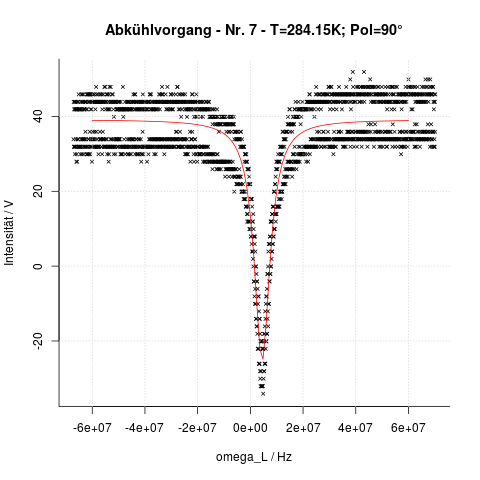 Abkühlvorgang - Nr. 7 - T=284.15K; Pol=90°
Intensität / V
40
20
0
-20
-6e+07 -4e+07 -2e+07 0e+00 2e+07 4e+07 6e+07
omega_L / Hz